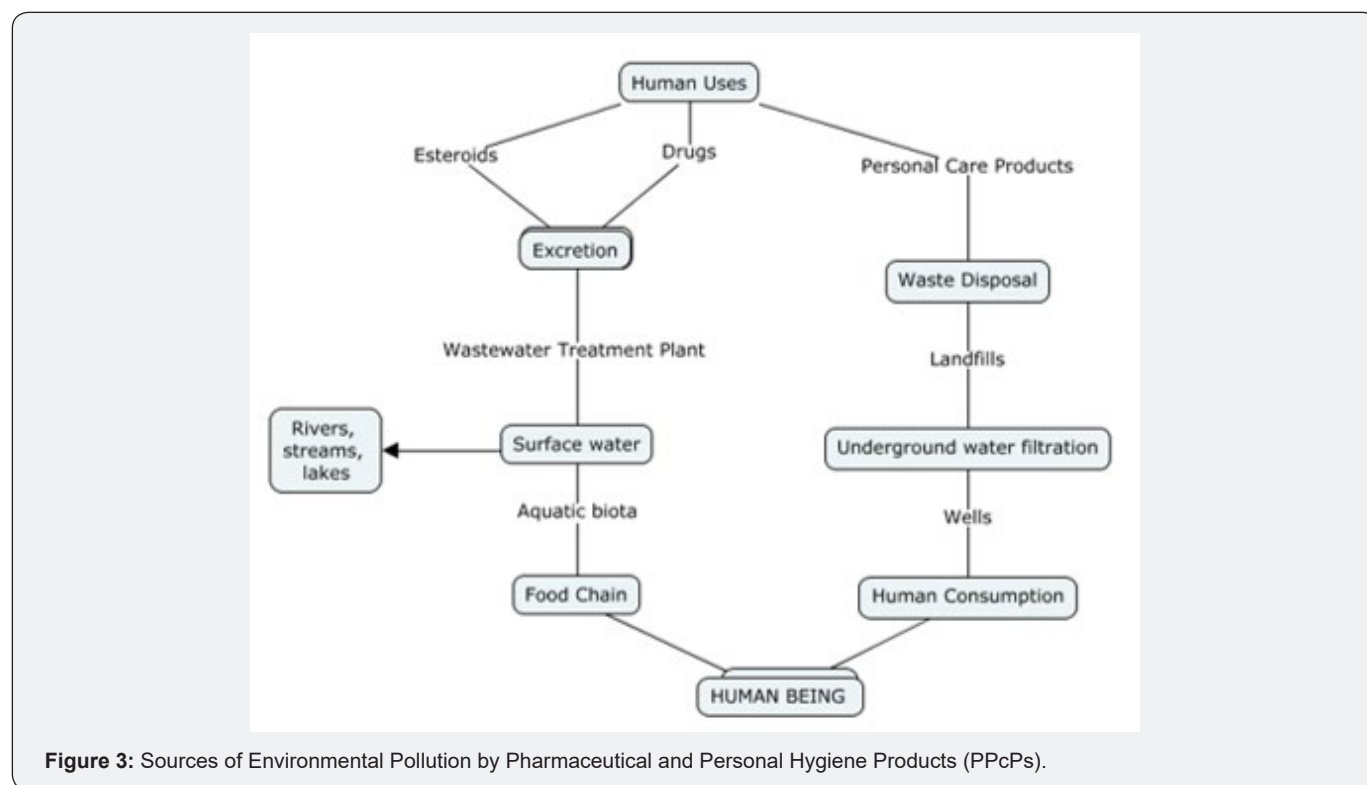 Human Uses
Esteroids
Drugs
Personal Care Products
Excretion
Waste Disposal
Wastewater Treatment Plant
Landfills
Rivers,
streams,
lakes
Surface water
Underground water filtration
Aquatic biota
Wells
Food Chain
Human Consumption
HUMAN BEING
Figure 3: Sources of Environmental Pollution by Pharmaceutical and Personal Hygiene Products (PPcPs).